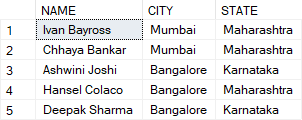 NAME CITY STATE
1 Ivan Bayross Mumbai Maharashtra
2 Chhaya Bankar Mumbai Maharashtra
3 Ashwini Joshi Bangalore Karnataka
4 Hansel Colaco Bangalore Maharashtra
5 Deepak Sharma Bangalore Karnataka